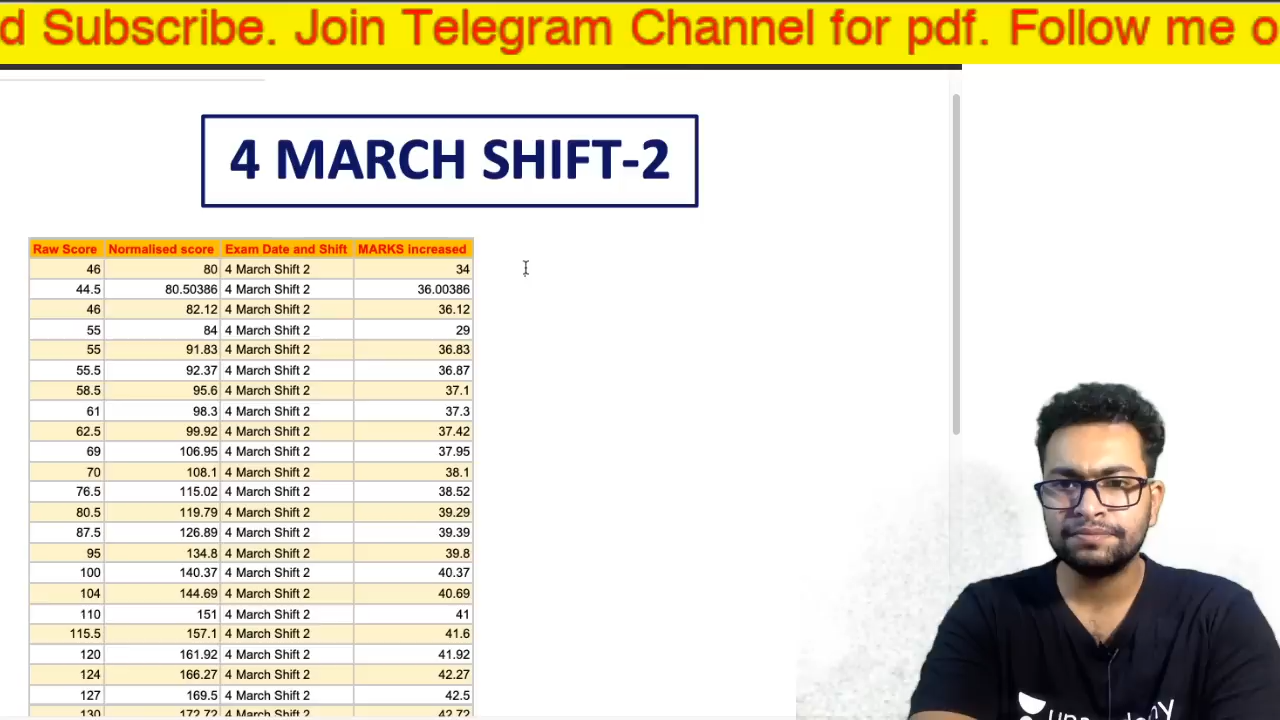 d Subscribe. Join Telegram Channel for pdf. Follow me o
4 MARCH SHIFT-2
Raw Score Normalised score Exam Date and Shift MARKS increased
46 80 4 March Shift 2 34
44.5 80.50386 4 March Shift 2 36.00386
46 82.12 4 March Shift 2 36.12
55 84 4 March Shift 2 29
55 91.83 4 March Shift 2 36.83
55.5 92.37 4 March Shift 2 36.87
58.5 95.6 4 March Shift 2 37.1
61 98.3 4 March Shift 2 37.3
62.5 99.92 4 March Shift 2 37.42
69 106.95 4 March Shift 2 37.95
70 108.1 4 March Shift 2 38.1
76.5 115.02 4 March Shift 2 38.52
80.5 119.79 4 March Shift 2 39.29
87.5 126.89 4 March Shift 2 39.39
95 134.8 4 March Shift 2 39.8
100 140.37 4 March Shift 2 40.37
104 144.69 4 March Shift 2 40.69
110 151 4 March Shift 2 41
115.5 157.1 4 March Shift 2 41.6
120 161.92 4 March Shift 2 41.92
124 166.27 4 March Shift 2 42.27
127 169.5 4 March Shift 2 42.5
130 172.72 4 March Shift 2 42.72